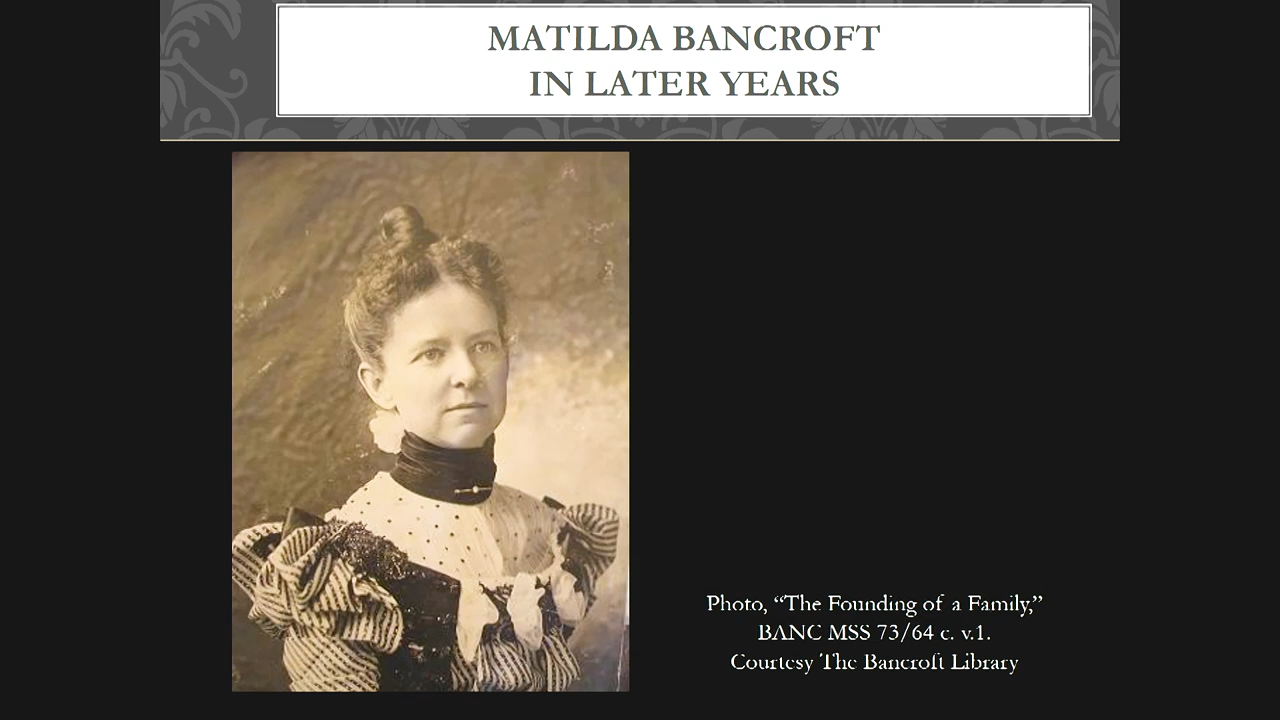 MATILDA BANCROFT
IN LATER YEARS
Photo, “The Founding of a Family,”
BANC MSS 73/64 c. v.1.
Courtesy The Bancroft Library